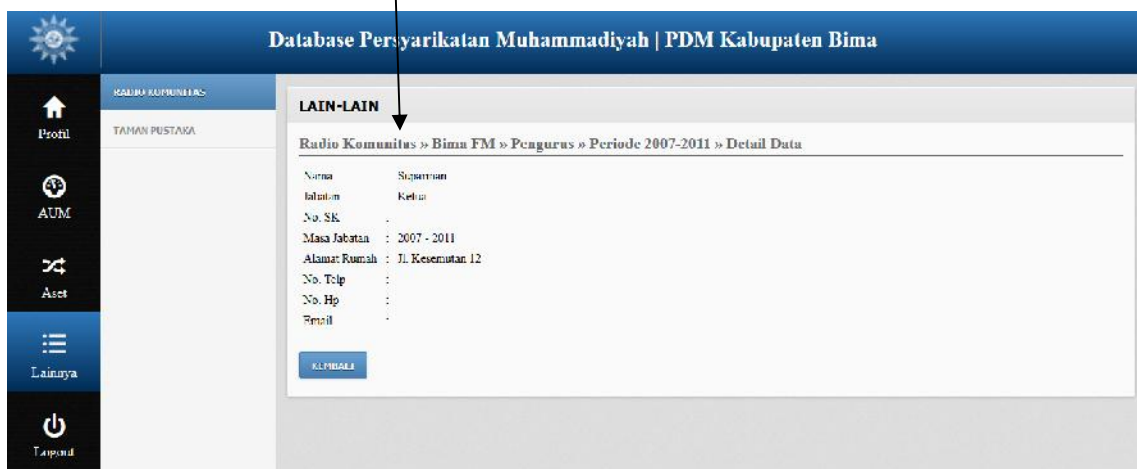 Database Persyarikatan Muhammadiyah | PDM Kabupaten Bima
Profil
AUM
Aset
Lainnya
Logout
RADIO KOMUNITAS
TAMAN PUSTAKA
LAIN-LAIN
Radio Komunitas » Bima FM » Pengurus » Periode 2007-2011 » Detail Data
Nama Suparman
Jabatan Ketua
No. SK :
Masa Jabatan : 2007 - 2011
Alamat Rumah : Jl. Kesemutan 12
No. Telp :
No. Hp :
Email :
KEMBALI